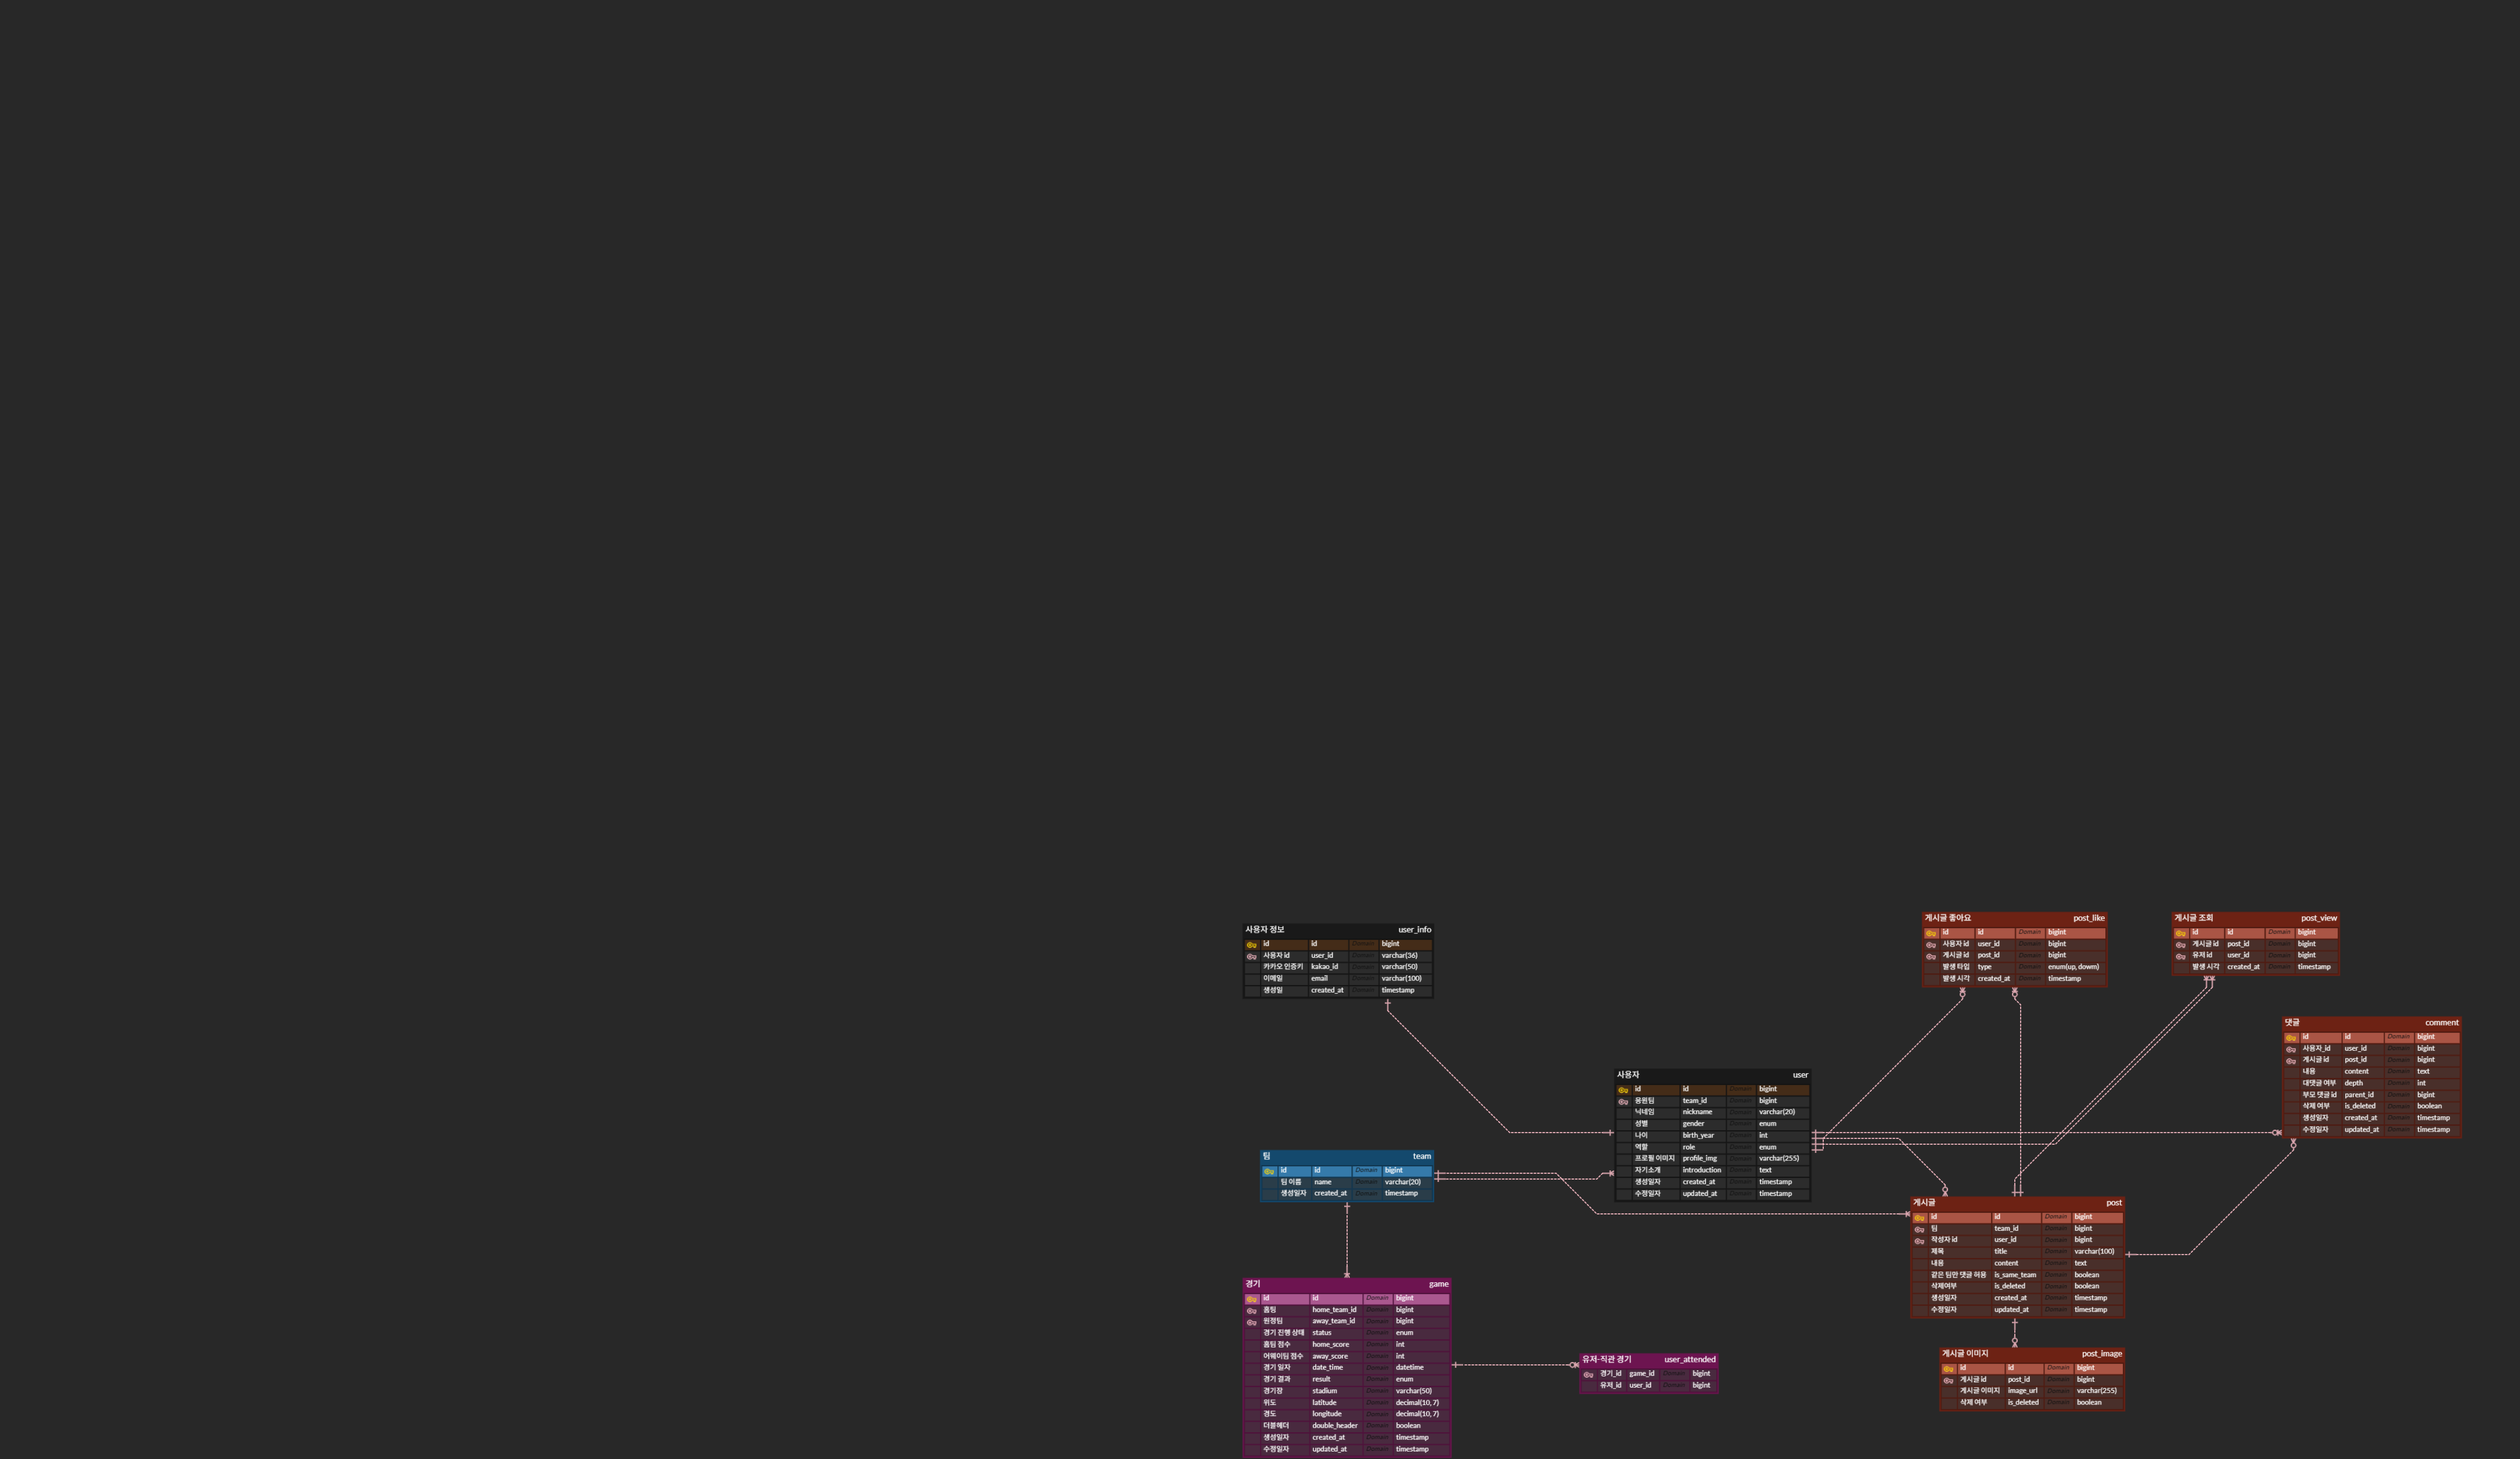 사용자 정보 user_info
id id Domain bigint
사용자 id user_id Domain varchar(36)
카카오 인증키 kakao_id Domain varchar(50)
이메일 email Domain varchar(100)
생성일 created_at Domain timestamp
게시글 좋아요 post_like
id id Domain bigint
사용자 id user_id Domain bigint
게시글 id post_id Domain bigint
발생 타입 type Domain enum(up, down)
발생 시각 created_at Domain timestamp
게시글 조회 post_view
id id Domain bigint
게시글 id post_id Domain bigint
유저 id user_id Domain bigint
발생 시각 created_at Domain timestamp
댓글 comment
id id Domain bigint
사용자_id user_id Domain bigint
게시글 id post_id Domain bigint
내용 content Domain text
대댓글 여부 depth Domain int
부모 댓글 id parent_id Domain bigint
삭제 여부 is_deleted Domain boolean
생성일자 created_at Domain timestamp
수정일자 updated_at Domain timestamp
사용자 user
id id Domain bigint
응원팀 team_id Domain bigint
닉네임 nickname Domain varchar(20)
성별 gender Domain enum
나이 birth_year Domain int
역할 role Domain enum
프로필 이미지 profile_img Domain varchar(255)
자기소개 introduction Domain text
생성일자 created_at Domain timestamp
수정일자 updated_at Domain timestamp
팀 team
id id Domain bigint
팀 이름 name Domain varchar(20)
생성일자 created_at Domain timestamp
게시글 post
id id Domain bigint
팀 team_id Domain bigint
작성자 id user_id Domain bigint
제목 title Domain varchar(100)
내용 content Domain text
같은 팀만 댓글 허용 is_same_team Domain boolean
삭제여부 is_deleted Domain boolean
생성일자 created_at Domain timestamp
수정일자 updated_at Domain timestamp
경기 game
id id Domain bigint
홈팀 home_team_id Domain bigint
원정팀 away_team_id Domain bigint
경기 진행 상태 status Domain enum
홈팀 점수 home_score Domain int
어웨이팀 점수 away_score Domain int
경기 일자 date_time Domain datetime
경기 결과 result Domain enum
경기장 stadium Domain varchar(50)
위도 latitude Domain decimal(10, 7)
경도 longitude Domain decimal(10, 7)
더블헤더 double_header Domain boolean
생성일자 created_at Domain timestamp
수정일자 updated_at Domain timestamp
유저-직관 경기 user_attended
경기_id game_id Domain bigint
유저_id user_id Domain bigint
게시글 이미지 post_image
id id Domain bigint
게시글 id post_id Domain bigint
게시글 이미지 image_url Domain varchar(255)
삭제 여부 is_deleted Domain boolean